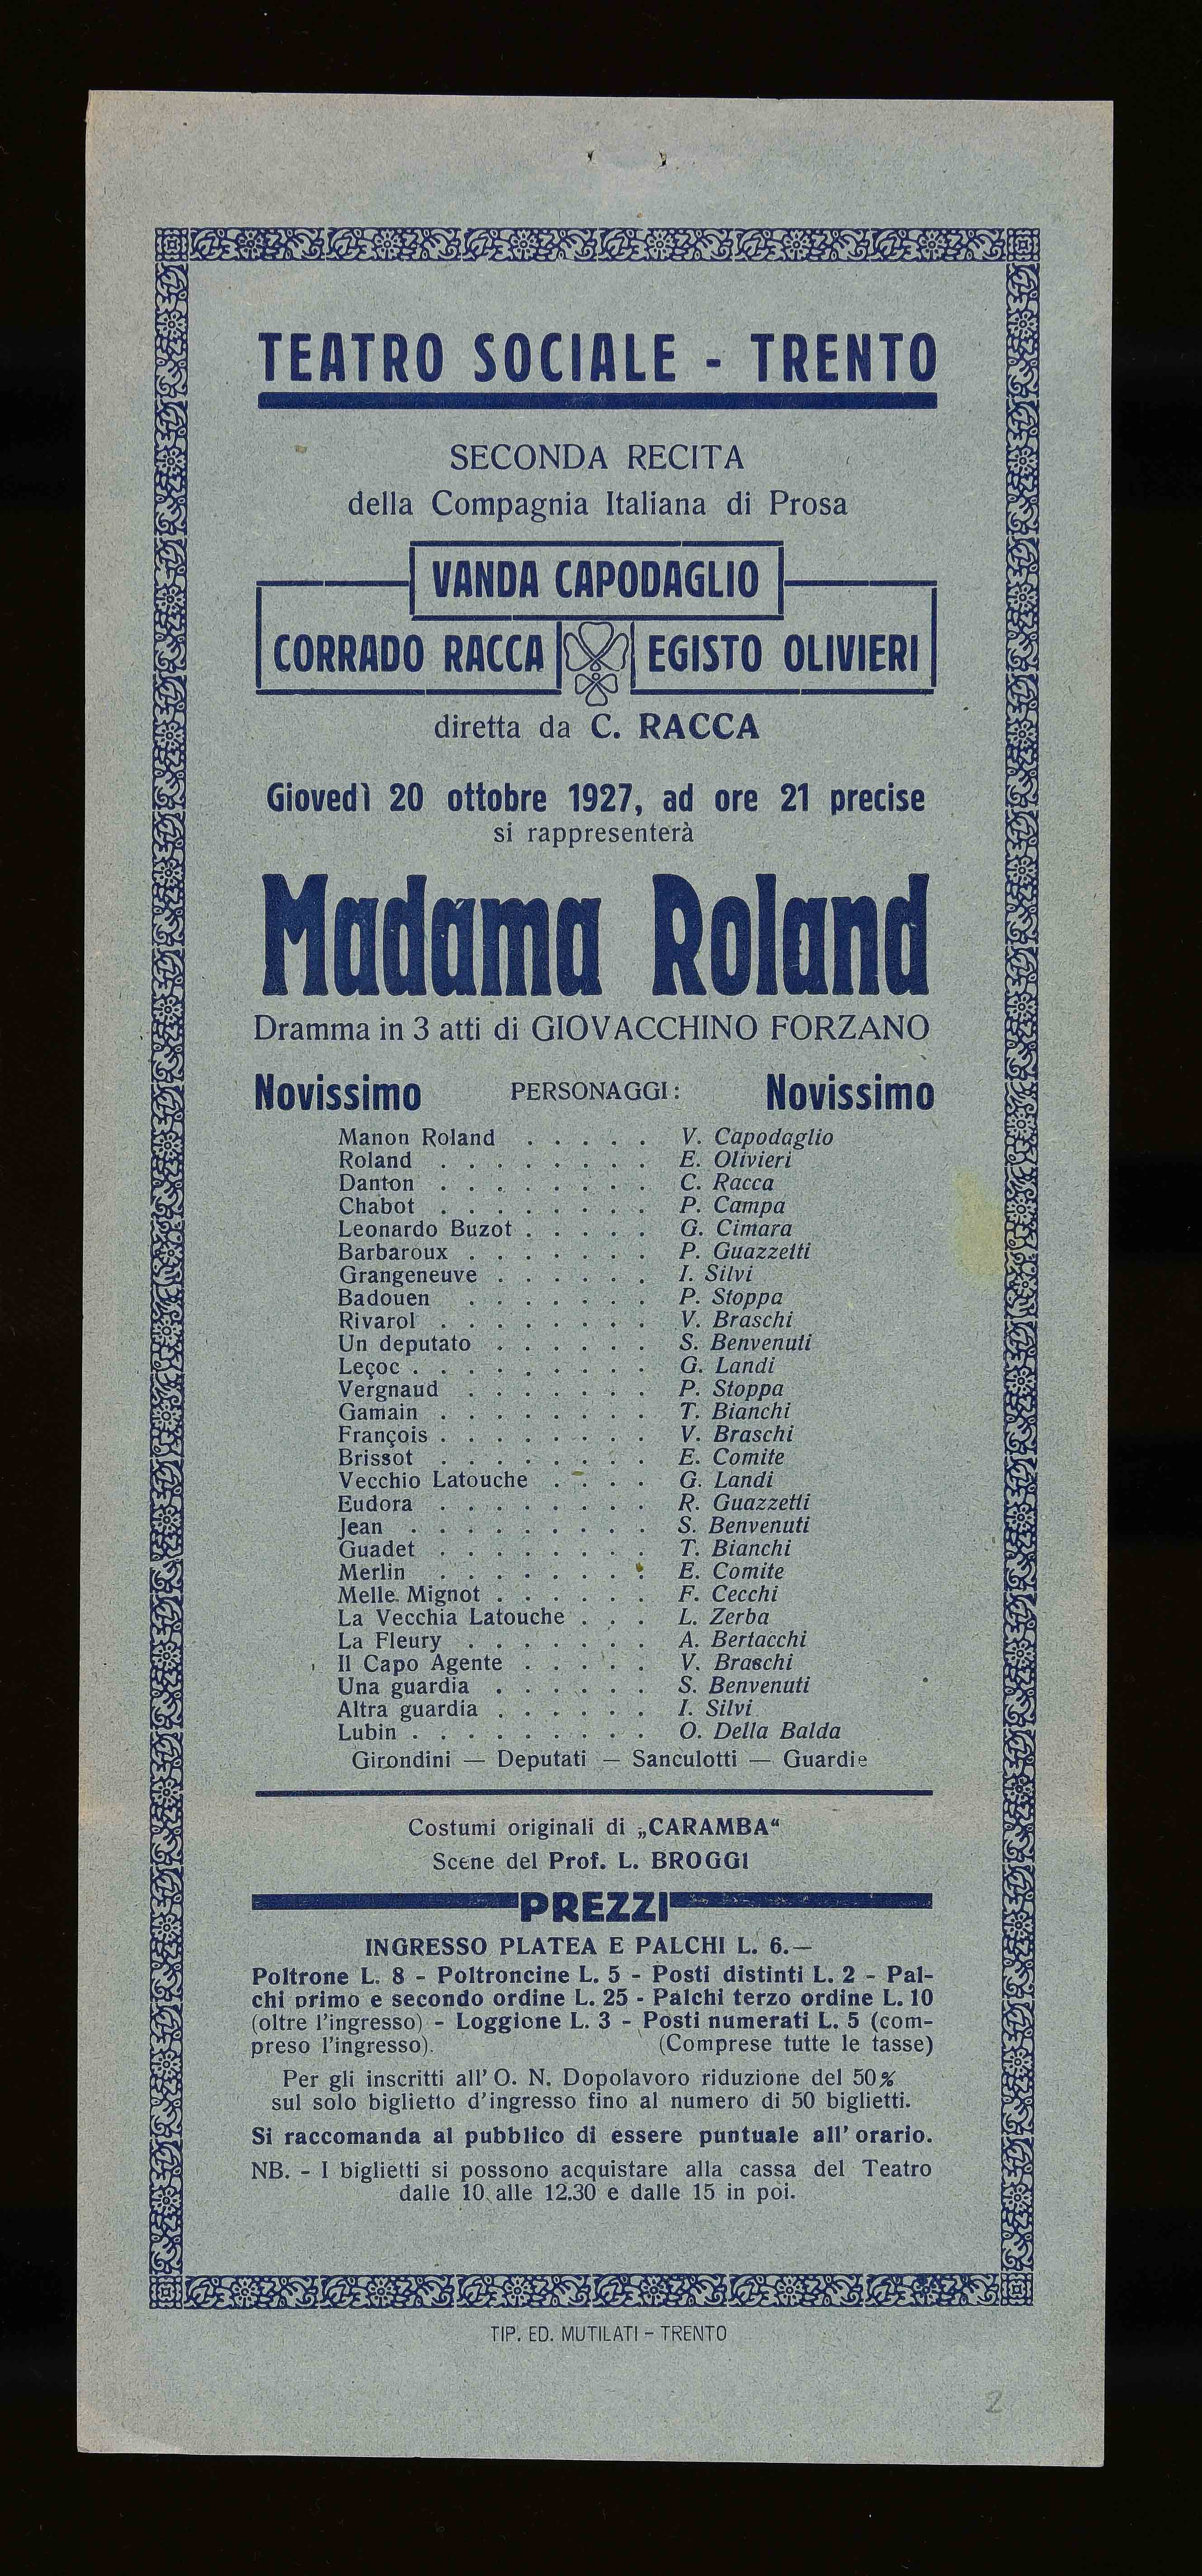 TEATRO SOCIALE - TRENTO
SECONDA RECITA
della Compagnia Italiana di Prosa
VANDA CAPODAGLIO
CORRADO RACCA EGISTO OLIVIERI
diretta da C. RACCA
Giovedì 20 ottobre 1927, ad ore 21 precise
si rappresenterà
Madama Roland
Dramma in 3 atti di GIOVACCHINO FORZANO
Novissimo PERSONAGGI: Novissimo
Manon Roland . . . . . V. Capodaglio
Roland . . . . . . . . E. Olivieri
Danton . . . . . . . . C. Racca
Chabot . . . . . . . . P. Campa
Leonardo Buzot . . . . . G. Cimara
Barbaroux . . . . . . . P. Guazzetti
Grangeneuve . . . . . . I. Silvi
Badouen . . . . . . . P. Stoppa
Rivarol . . . . . . . . V. Braschi
Un deputato . . . . . . S. Benvenuti
Leçoc . . . . . . . . . G. Landi
Vergnaud . . . . . . . P. Stoppa
Gamain . . . . . . . . T. Bianchi
François . . . . . . . . V. Braschi
Brissot . . . . . . . . E. Comite
Vecchio Latouche . . . . G. Landi
Eudora . . . . . . . . R. Guazzetti
Jean . . . . . . . . . S. Benvenuti
Guadet . . . . . . . . T. Bianchi
Merlin . . . . . . . . E. Comite
Melle. Mignot . . . . . . F. Cecchi
La Vecchia Latouche . . . L. Zerba
La Fleury . . . . . . . A. Bertacchi
Il Capo Agente . . . . . V. Braschi
Una guardia . . . . . . S. Benvenuti
Altra guardia . . . . . . I. Silvi
Lubin . . . . . . . . . O. Della Balda
Girondini — Deputati — Sanculotti — Guardie
Costumi originali di „CARAMBA“
Scene del Prof. L. BROGGI
PREZZI
INGRESSO PLATEA E PALCHI L. 6.—
Poltrone L. 8 - Poltroncine L. 5 - Posti distinti L. 2 - Pal-
chi primo e secondo ordine L. 25 - Palchi terzo ordine L. 10
(oltre l'ingresso) - Loggione L. 3 - Posti numerati L. 5 (com-
preso l'ingresso). (Comprese tutte le tasse)
Per gli inscritti all' O. N. Dopolavoro riduzione del 50%
sul solo biglietto d'ingresso fino al numero di 50 biglietti.
Si raccomanda al pubblico di essere puntuale all' orario.
NB. - I biglietti si possono acquistare alla cassa del Teatro
dalle 10 alle 12.30 e dalle 15 in poi.
TIP. ED. MUTILATI - TRENTO
2